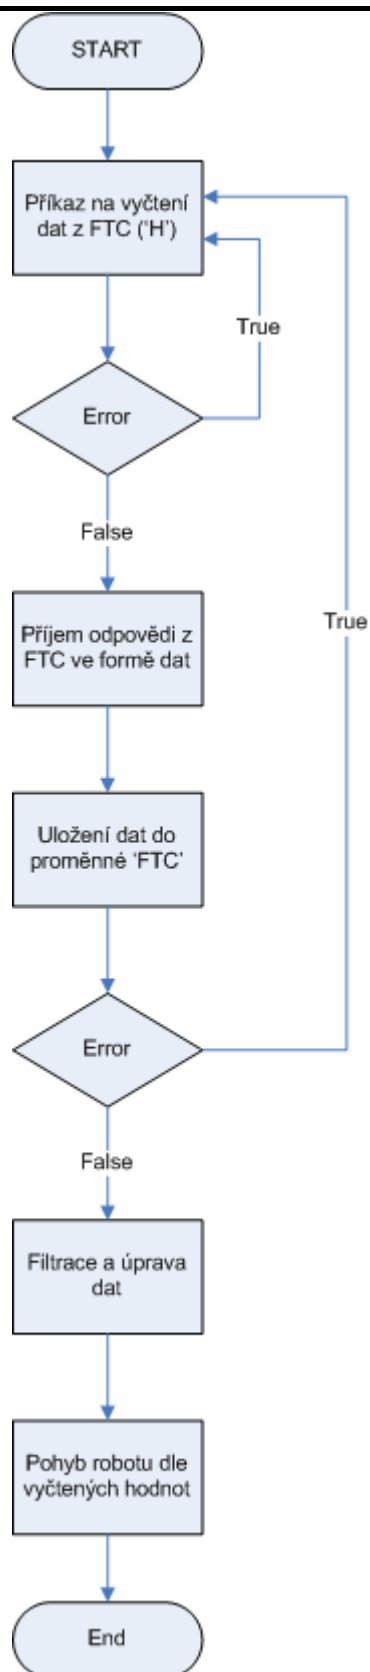 START
Příkaz na vyčtení
dat z FTC ('H')
True
Error
False
Příjem odpovědi z
FTC ve formě dat
True
Uložení dat do
proměnné 'FTC'
Error
False
Filtrace a úprava
dat
Pohyb robotu dle
vyčtených hodnot
End